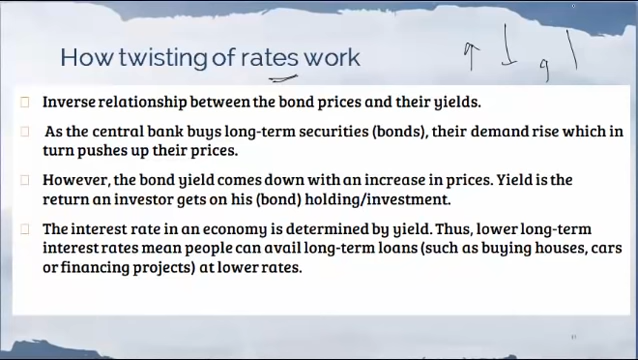 How twisting of rates work
Inverse relationship between the bond prices and their yields.
As the central bank buys long-term securities (bonds), their demand rise which in
turn pushes up their prices.
However, the bond yield comes down with an increase in prices. Yield is the
return an investor gets on his (bond) holding/investment.
The interest rate in an economy is determined by yield. Thus, lower long-term
interest rates mean people can avail long-term loans (such as buying houses, cars
or financing projects) at lower rates.